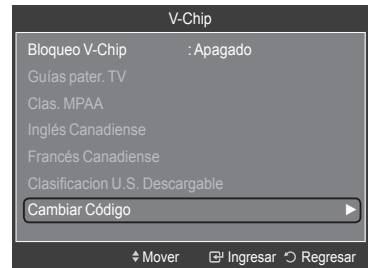 V-Chip
Bloqueo V-Chip : Apagado
Guías pater. TV
Clas. MPAA
Inglés Canadiense
Francés Canadiense
Clasificacion U.S. Descargable
Cambiar Código
Mover Ingresar Regresar